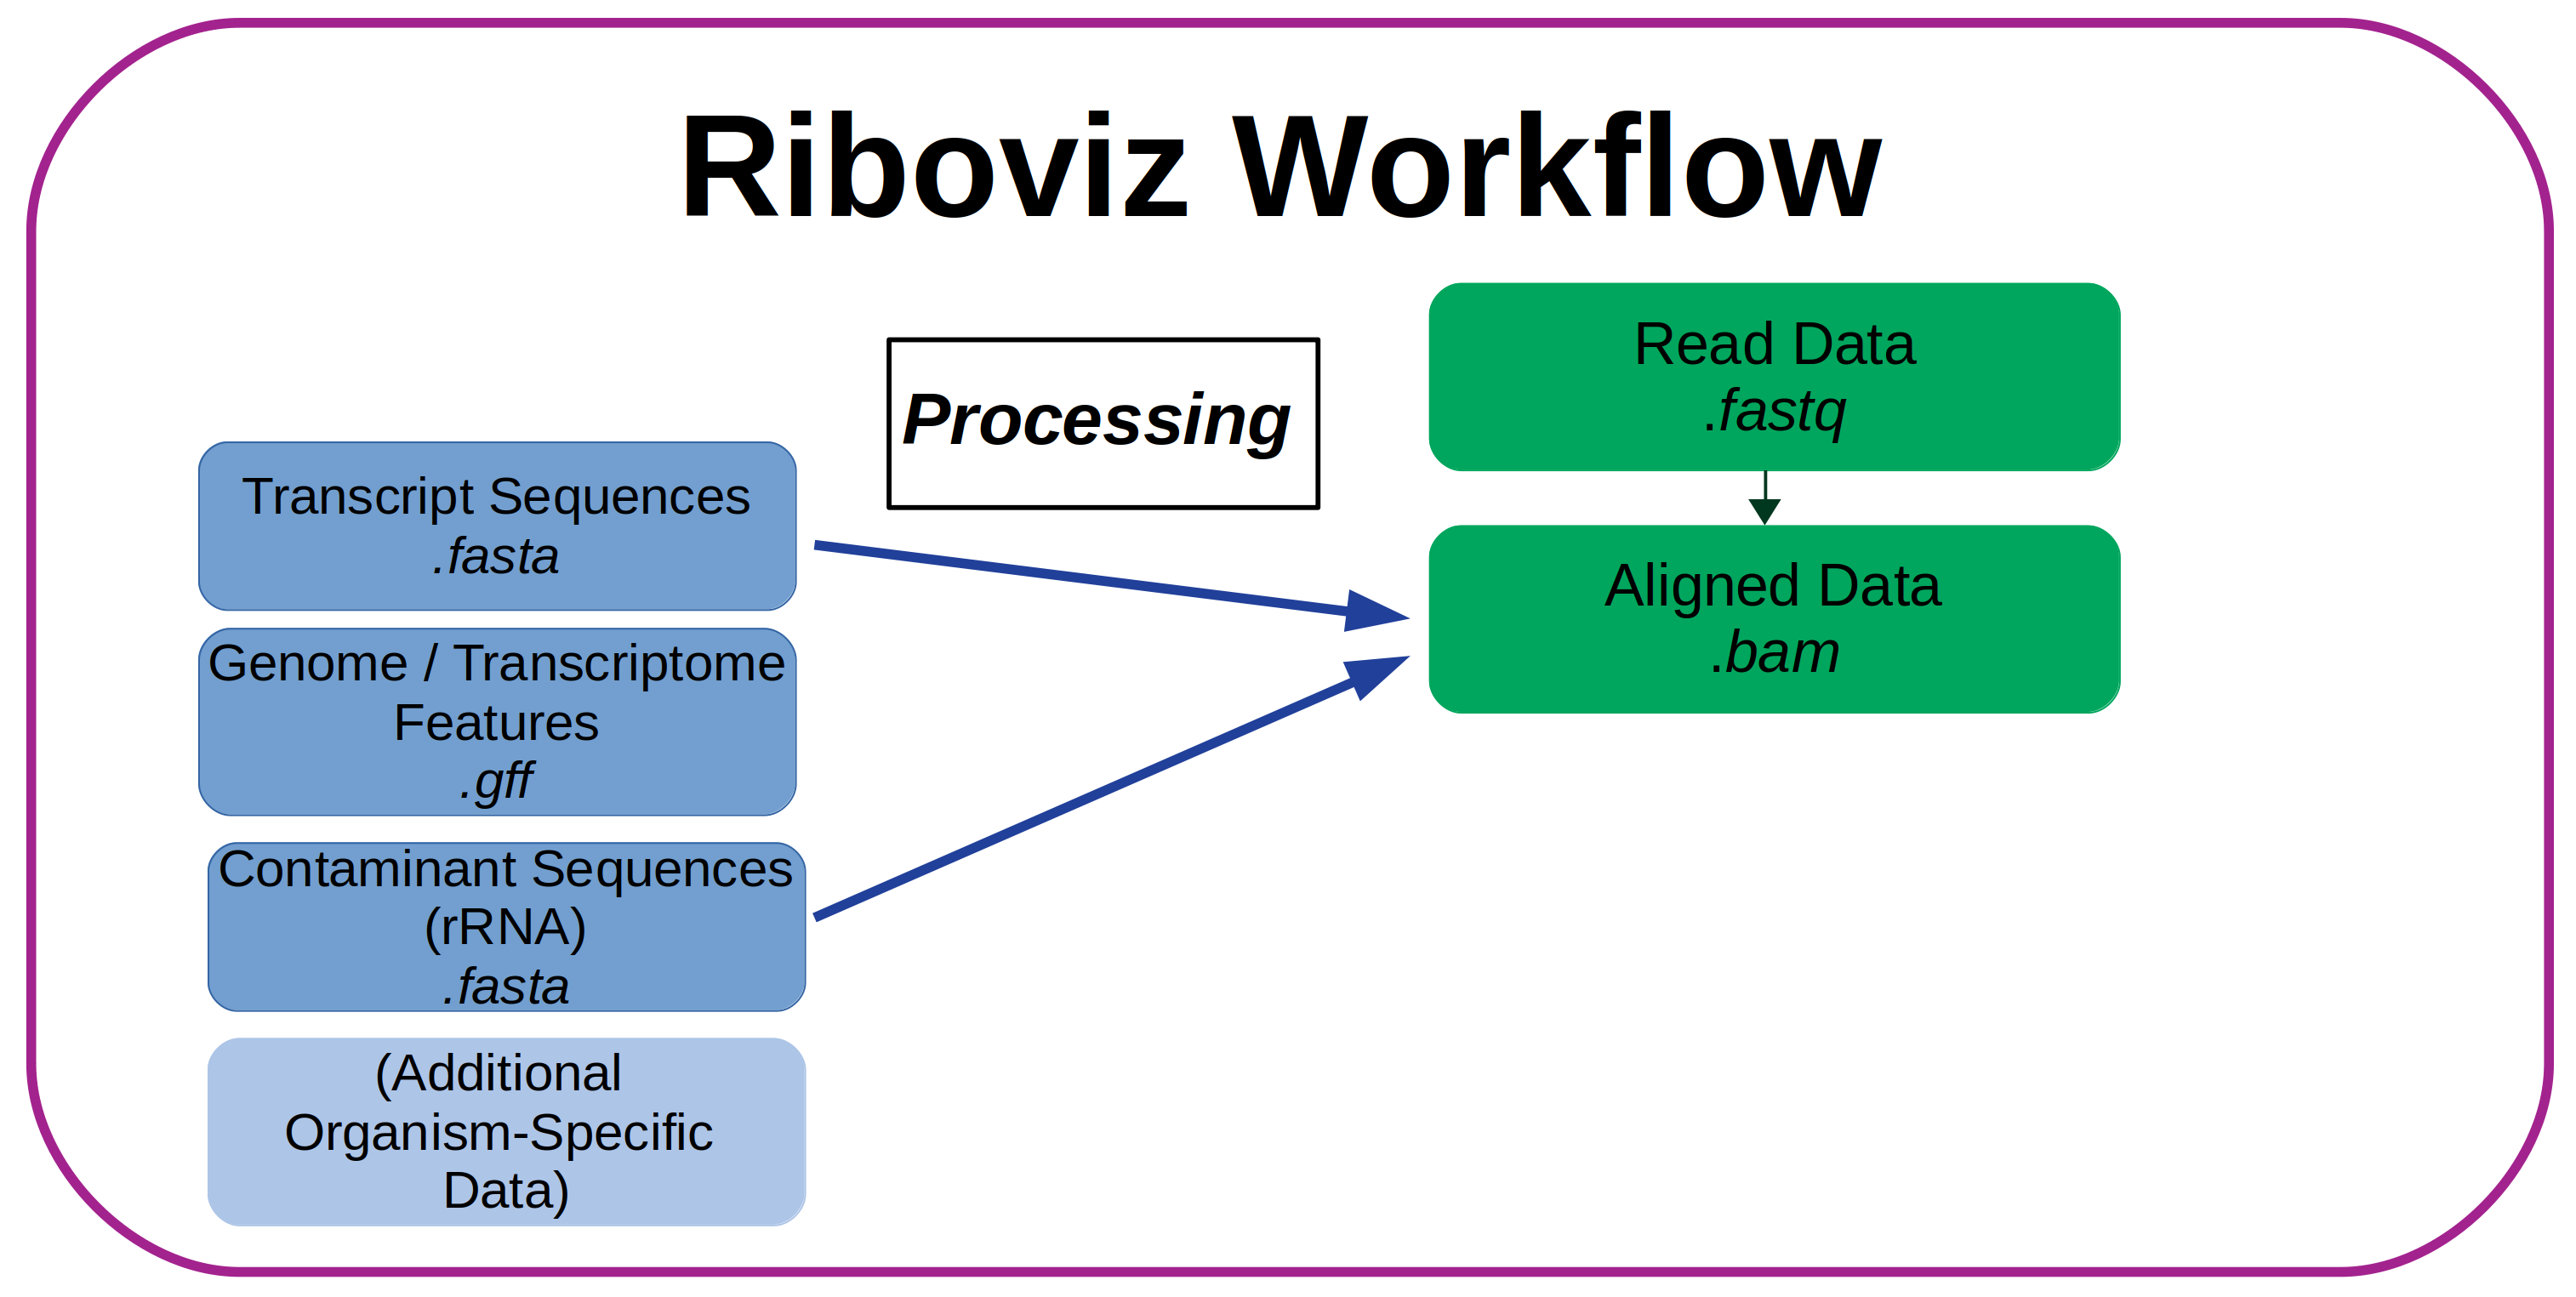 Riboviz Workflow
Processing
Read Data
.fastq
Aligned Data
.bam
Transcript Sequences
.fasta
Genome / Transcriptome
Features
.gff
Contaminant Sequences
(rRNA)
.fasta
(Additional
Organism-Specific
Data)